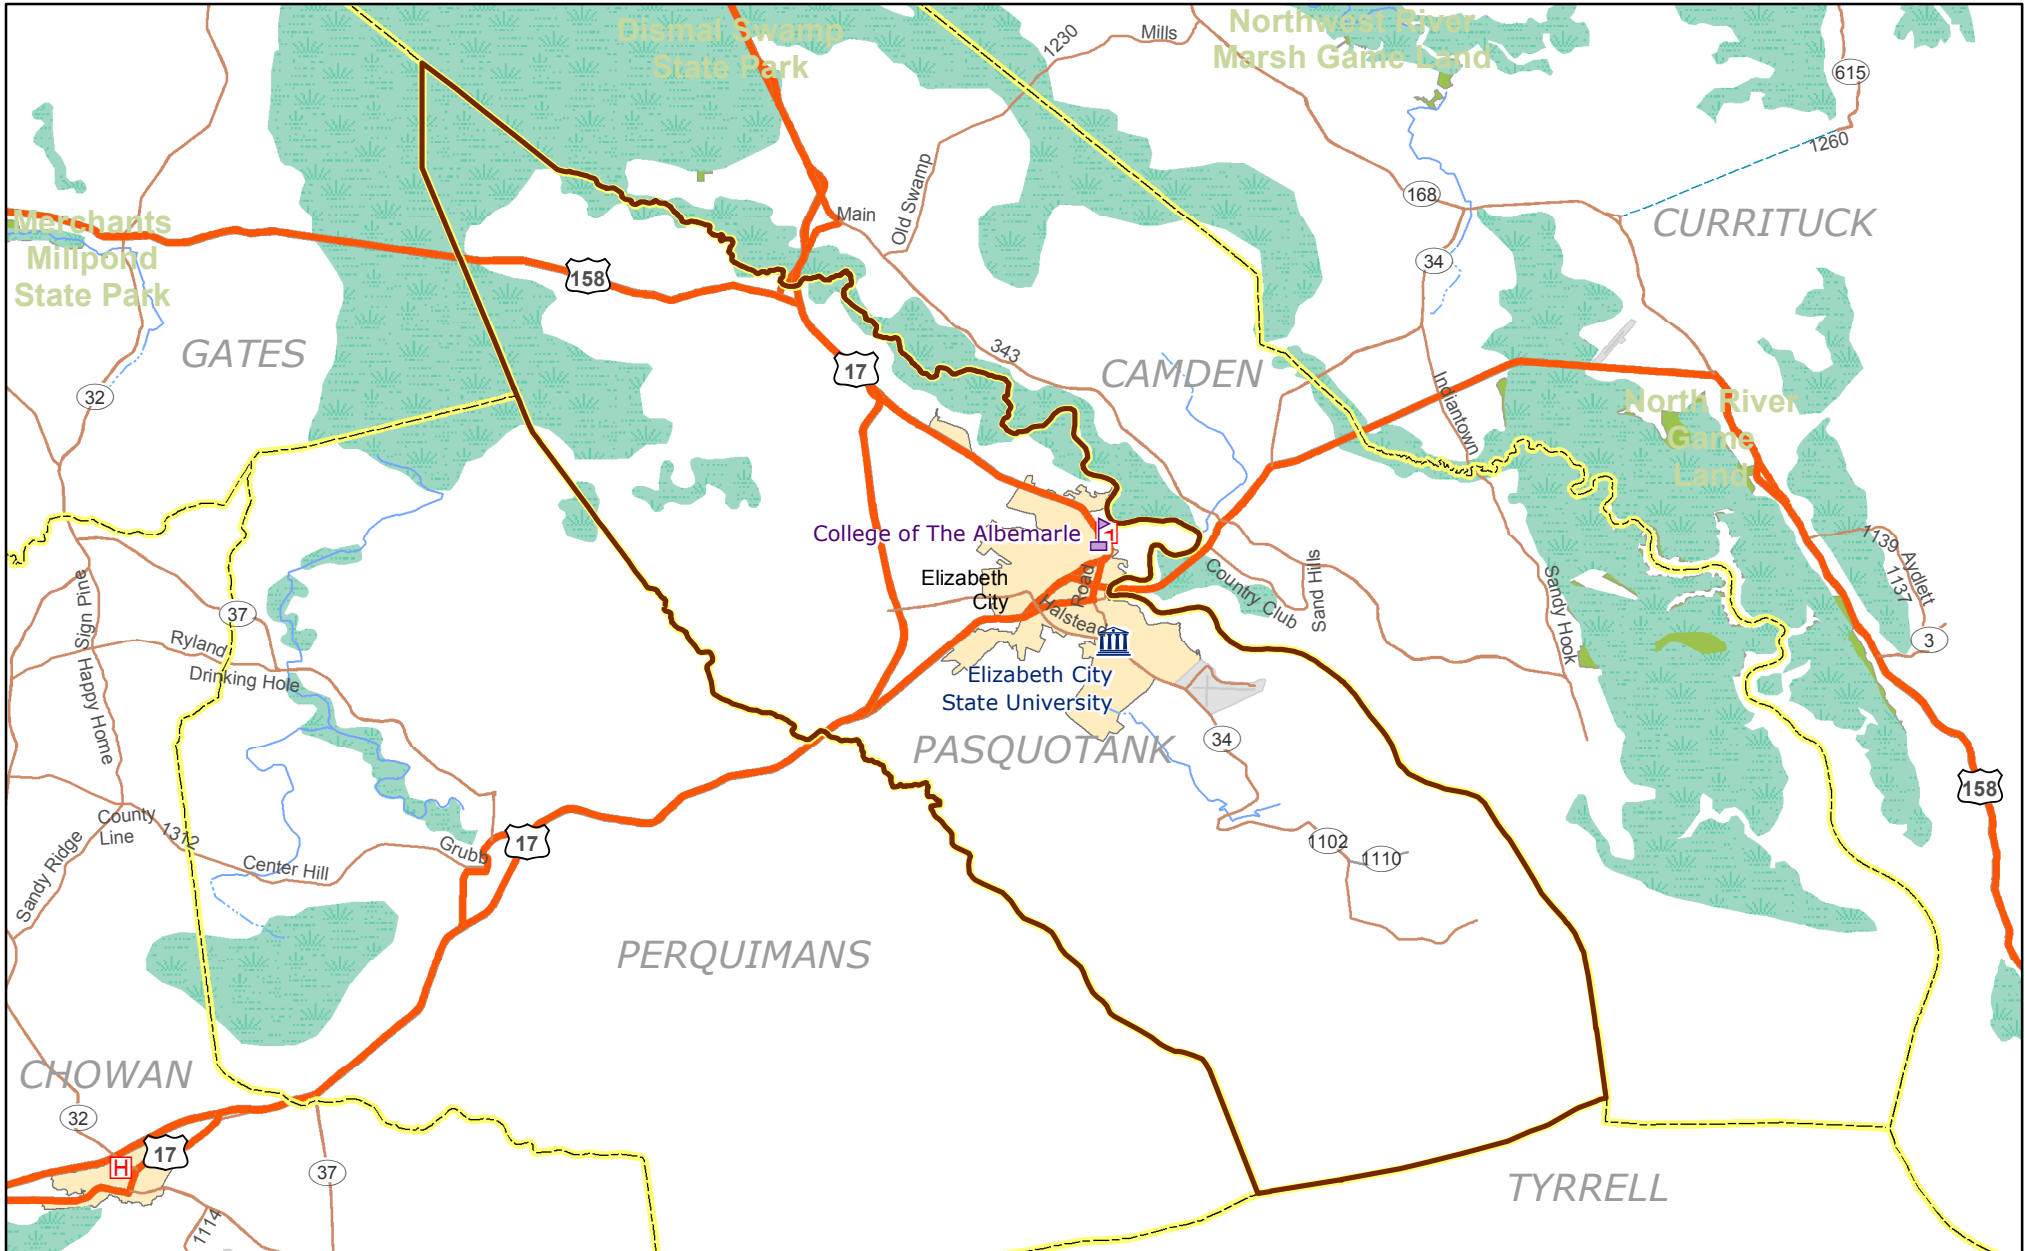 Dismal Swamp
State Park
1230
Mills
Northwest River
Marsh Game Land
615
1260
168
CURRITUCK
Merchants
Millpond
State Park
Main
Old Swamp
34
158
GATES
32
17
343
CAMDEN
Indiantown
North River
Game
Land
College of The Albemarle
Elizabeth
City
Road
Halstead
Country Club
Sand Hills
Sandy Hook
1139
Aydlett
1137
3
Sign Pine
37
Ryland
Drinking Hole
Happy Home
Elizabeth City
State University
PASQUOTANK
34
158
County
Line
1312
Sandy Ridge
Center Hill
Grubb
17
1102
1110
PERQUIMANS
CHOWAN
32
17
H
37
1114
TYRRELL